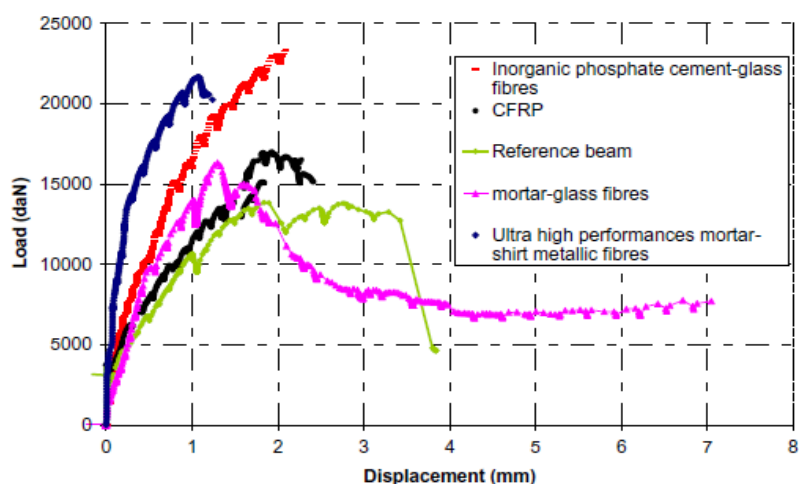 25000
20000
15000
10000
5000
0
Load (daN)
0 1 2 3 4 5 6 7 8
Displacement (mm)
Inorganic phosphate cement-glass
fibres
CFRP
Reference beam
mortar-glass fibres
Ultra high performances mortar-
shirt metallic fibres